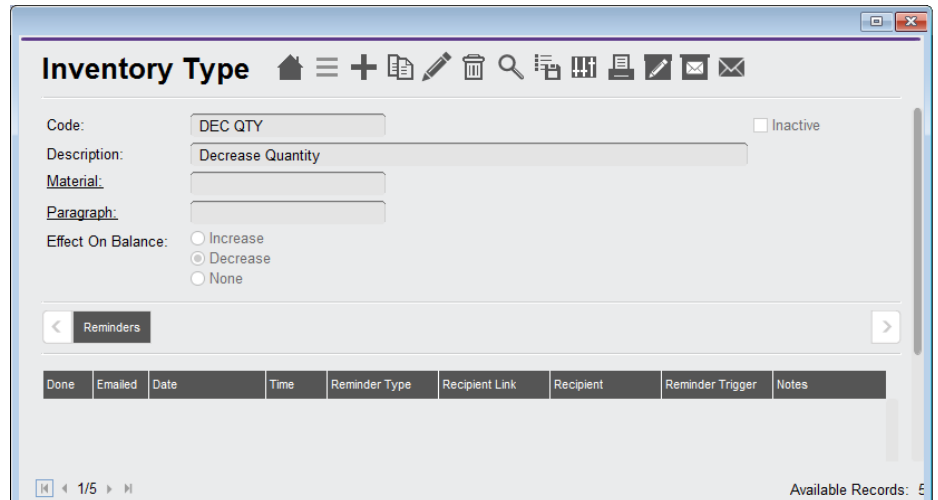 Inventory Type
Code: DEC QTY Inactive
Description: Decrease Quantity
Material:
Paragraph:
Effect On Balance: Increase
Decrease
None
Reminders
Done Emailed Date Time Reminder Type Recipient Link Recipient Reminder Trigger Notes
1/5 Available Records: 5